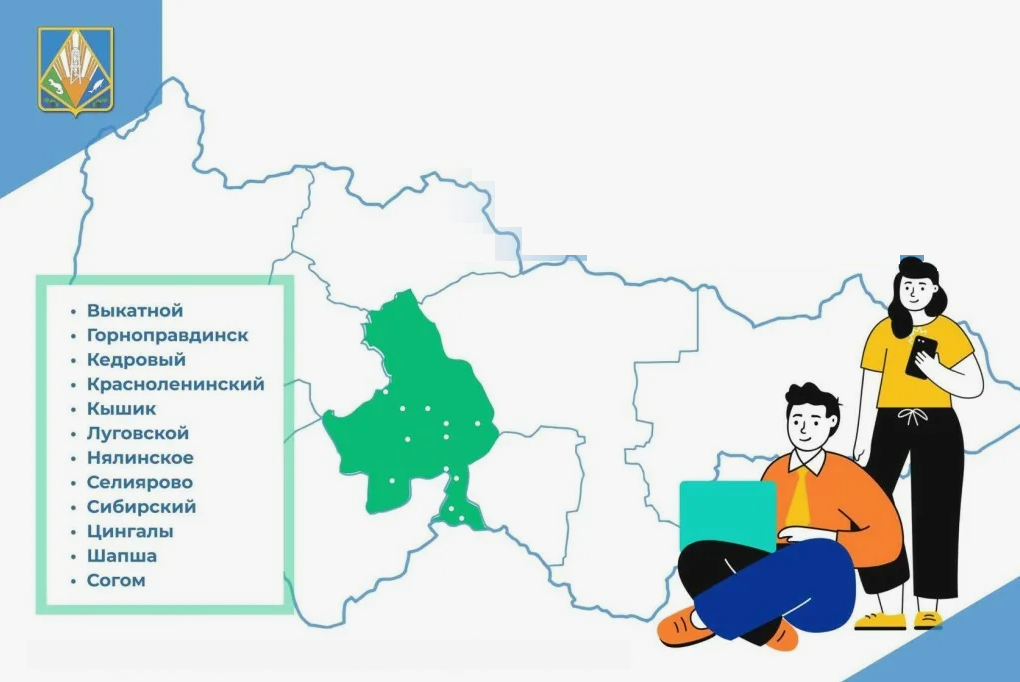 • Выкатной
• Горноправдинск
• Кедровый
• Красноленинский
• Кышик
• Луговской
• Нялинское
• Селиярово
• Сибирский
• Цингалы
• Шапша
• Согом